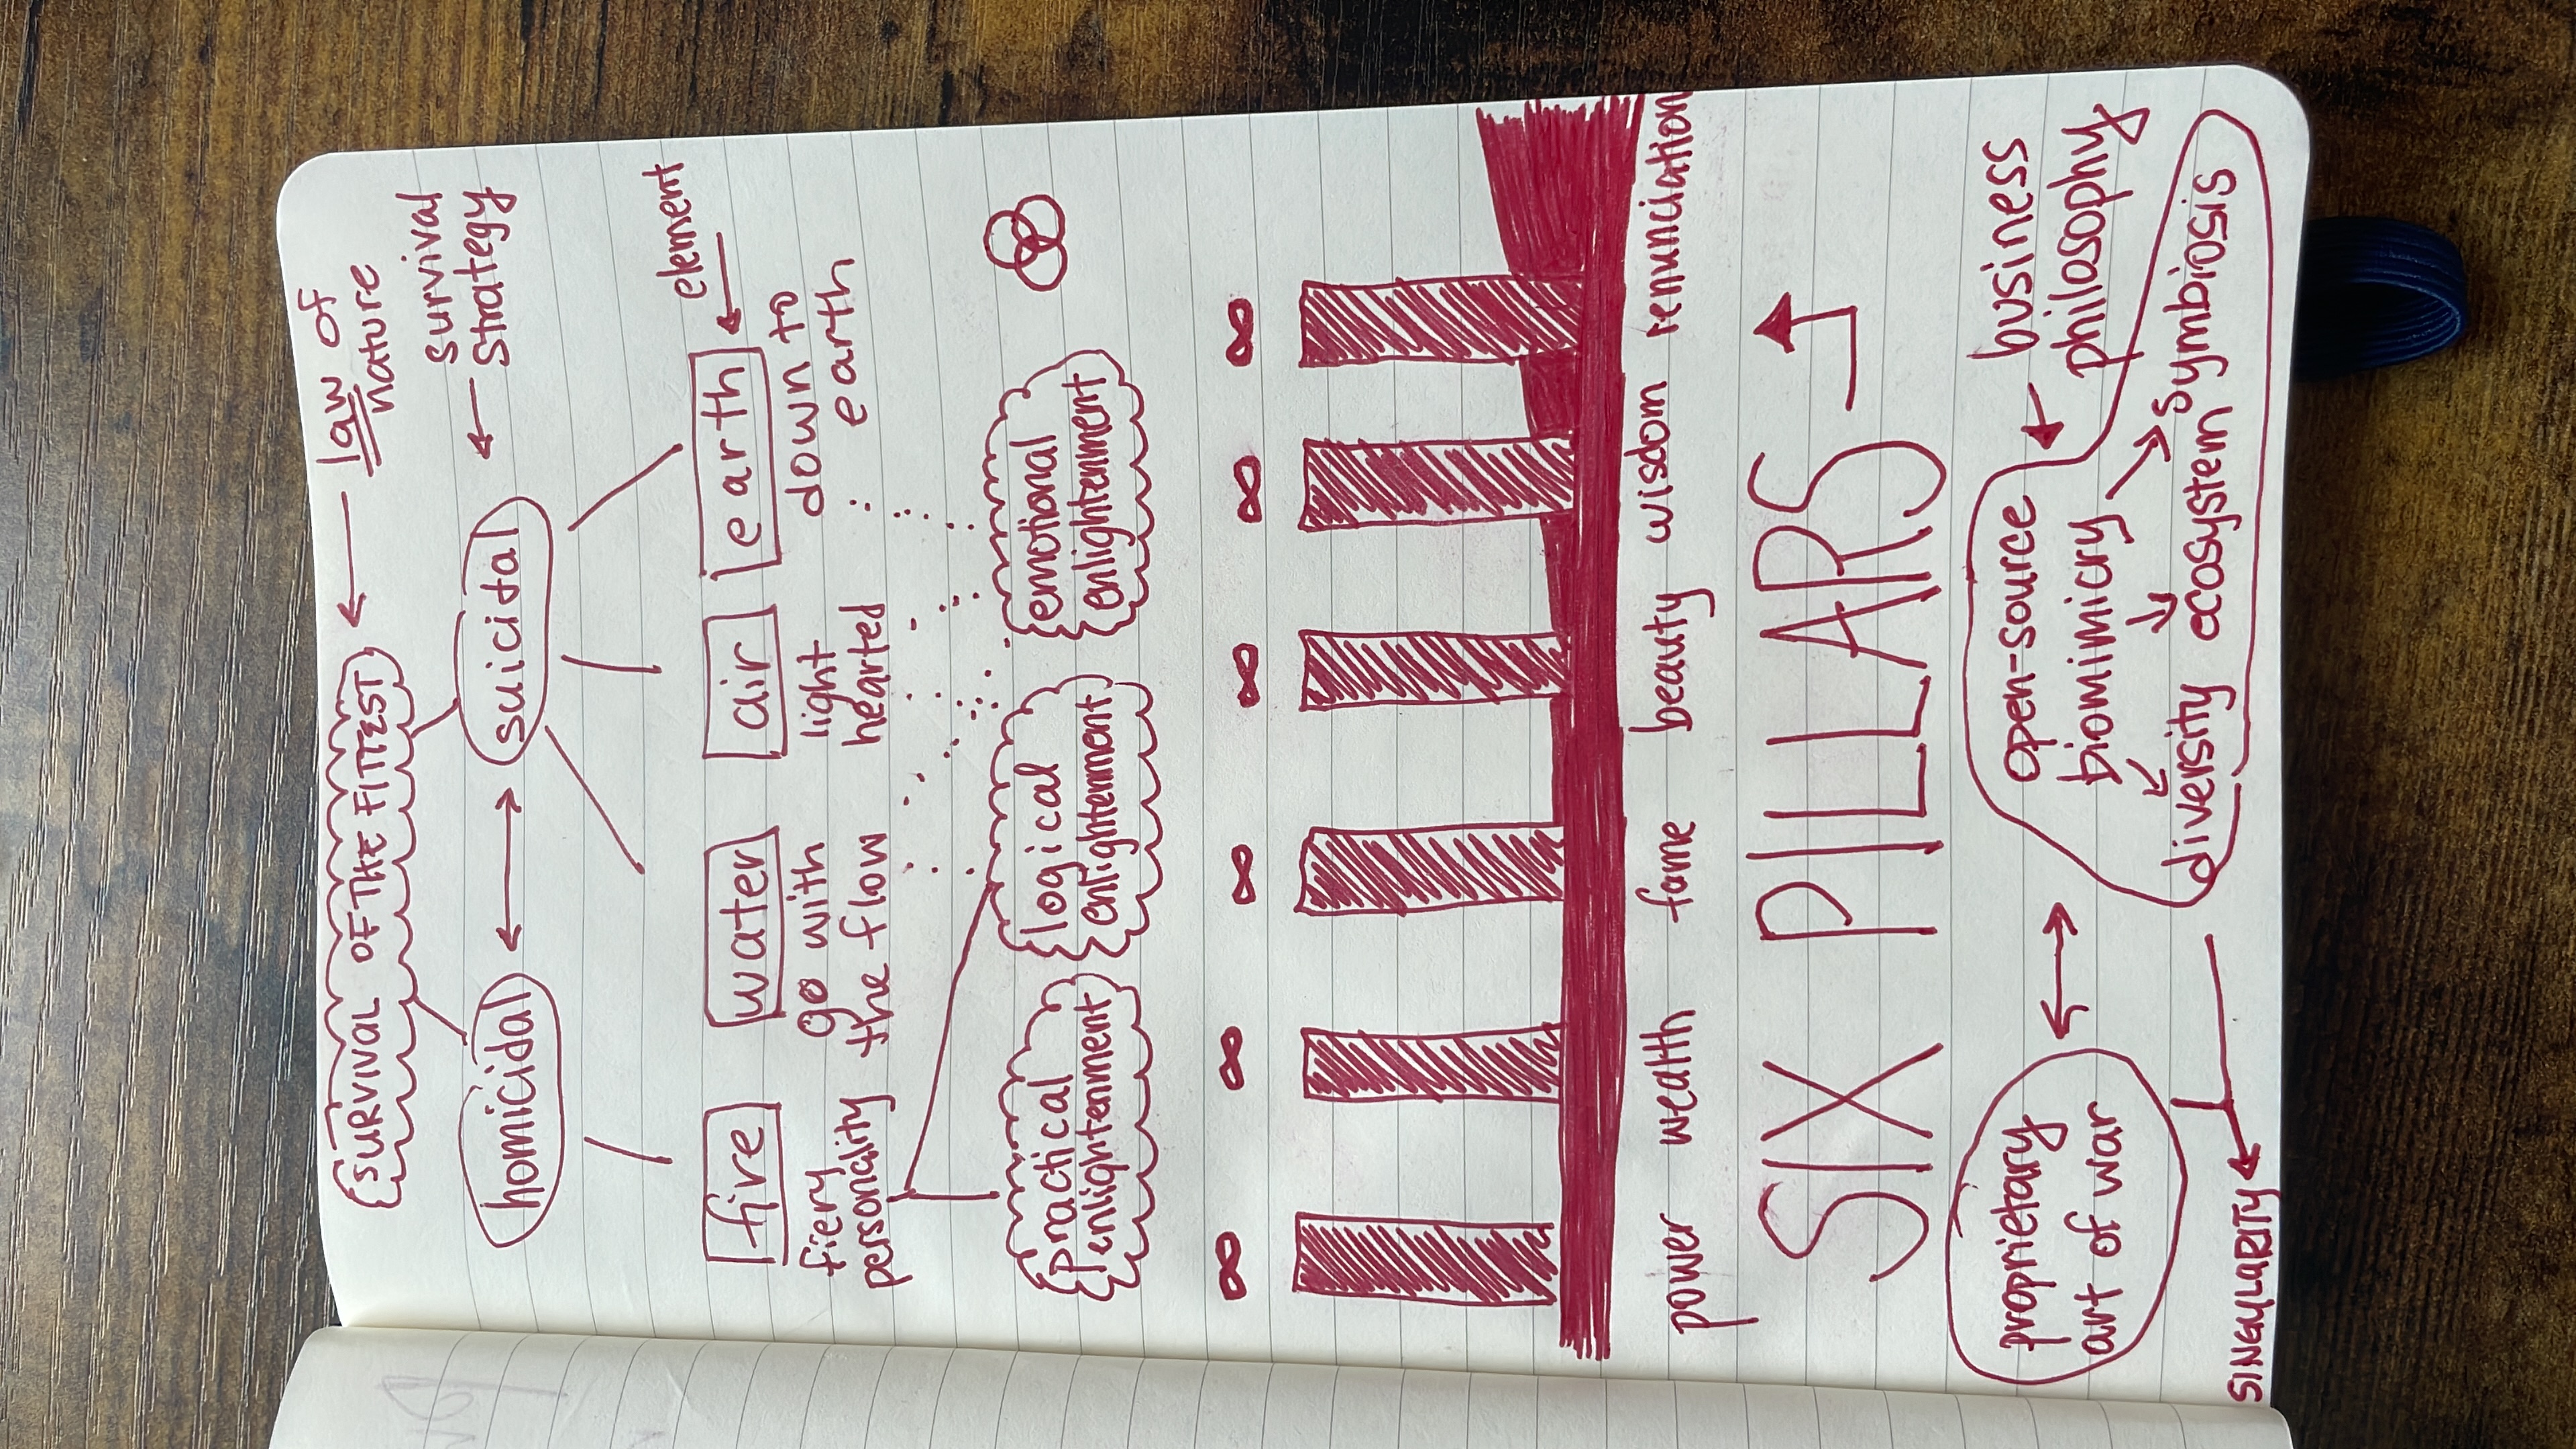 SURVIVAL OF THE FITTEST
law of
nature
survival
strategy
homicidal
suicidal
element
fire
water
air
earth
fiery
personality
go with
the flow
light
hearted
down to
earth
practical
enlightenment
logical
enlightenment
emotional
enlightenment
∞ ∞ ∞ ∞ ∞ ∞
power wealth fame beauty wisdom renunciation
SIX PILLARS
proprietary
art of war
open-source
biomimicry
diversity ecosystem symbiosis
business
philosophy
SINGULARITY